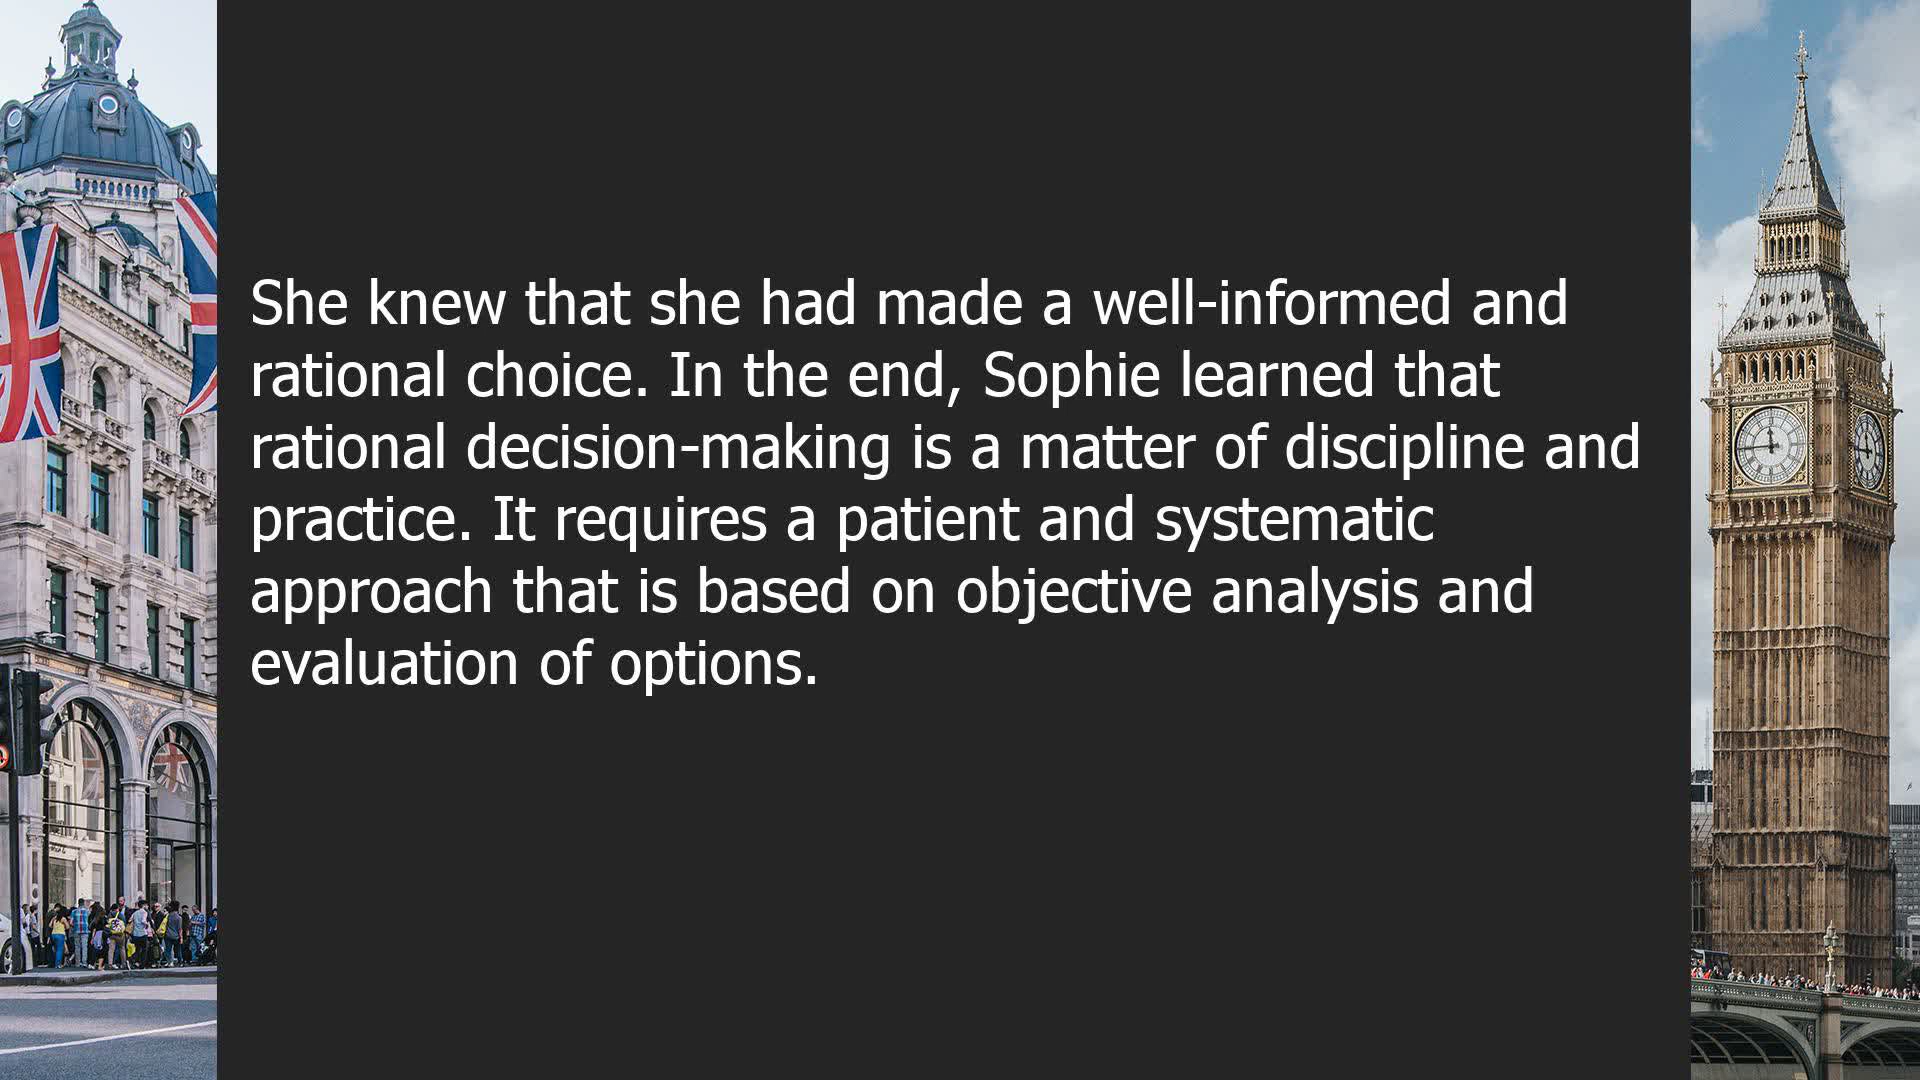 She knew that she had made a well-informed and
rational choice. In the end, Sophie learned that
rational decision-making is a matter of discipline and
practice. It requires a patient and systematic
approach that is based on objective analysis and
evaluation of options.